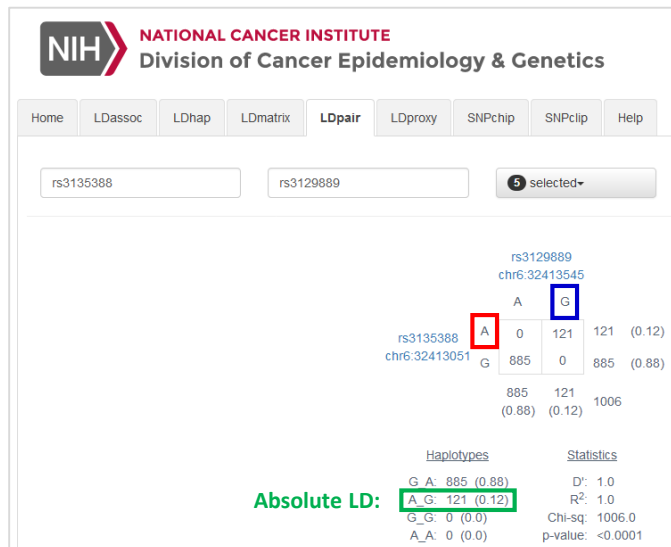 NIH
NATIONAL CANCER INSTITUTE
Division of Cancer Epidemiology & Genetics
Home LDassoc LDhap LDmatrix LDpair LDproxy SNPchip SNPclip Help
rs3135388 rs3129889 5 selected
rs3129889
chr6:32413545
A G
rs3135388
chr6:32413051
A 0 121 121 (0.12)
G 885 0 885 (0.88)
885 121 1006
(0.88) (0.12)
Haplotypes Statistics
G_A: 885 (0.88) D': 1.0
Absolute LD: A_G: 121 (0.12) R2: 1.0
G_G: 0 (0.0) Chi-sq: 1006.0
A_A: 0 (0.0) p-value: <0.0001